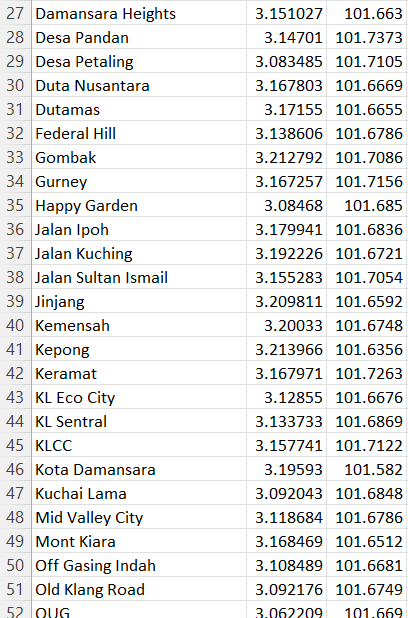 27 Damansara Heights 3.151027 101.663
28 Desa Pandan 3.14701 101.7373
29 Desa Petaling 3.083485 101.7105
30 Duta Nusantara 3.167803 101.6669
31 Dutamas 3.17155 101.6655
32 Federal Hill 3.138606 101.6786
33 Gombak 3.212792 101.7086
34 Gurney 3.167257 101.7156
35 Happy Garden 3.08468 101.685
36 Jalan Ipoh 3.179941 101.6836
37 Jalan Kuching 3.192226 101.6721
38 Jalan Sultan Ismail 3.155283 101.7054
39 Jinjang 3.209811 101.6592
40 Kemensah 3.20033 101.6748
41 Kepong 3.213966 101.6356
42 Keramat 3.167971 101.7263
43 KL Eco City 3.12855 101.6676
44 KL Sentral 3.133733 101.6869
45 KLCC 3.157741 101.7122
46 Kota Damansara 3.19593 101.582
47 Kuchai Lama 3.092043 101.6848
48 Mid Valley City 3.118684 101.6786
49 Mont Kiara 3.168469 101.6512
50 Off Gasing Indah 3.108489 101.6681
51 Old Klang Road 3.092176 101.6749
52 OUG 3.062209 101.669